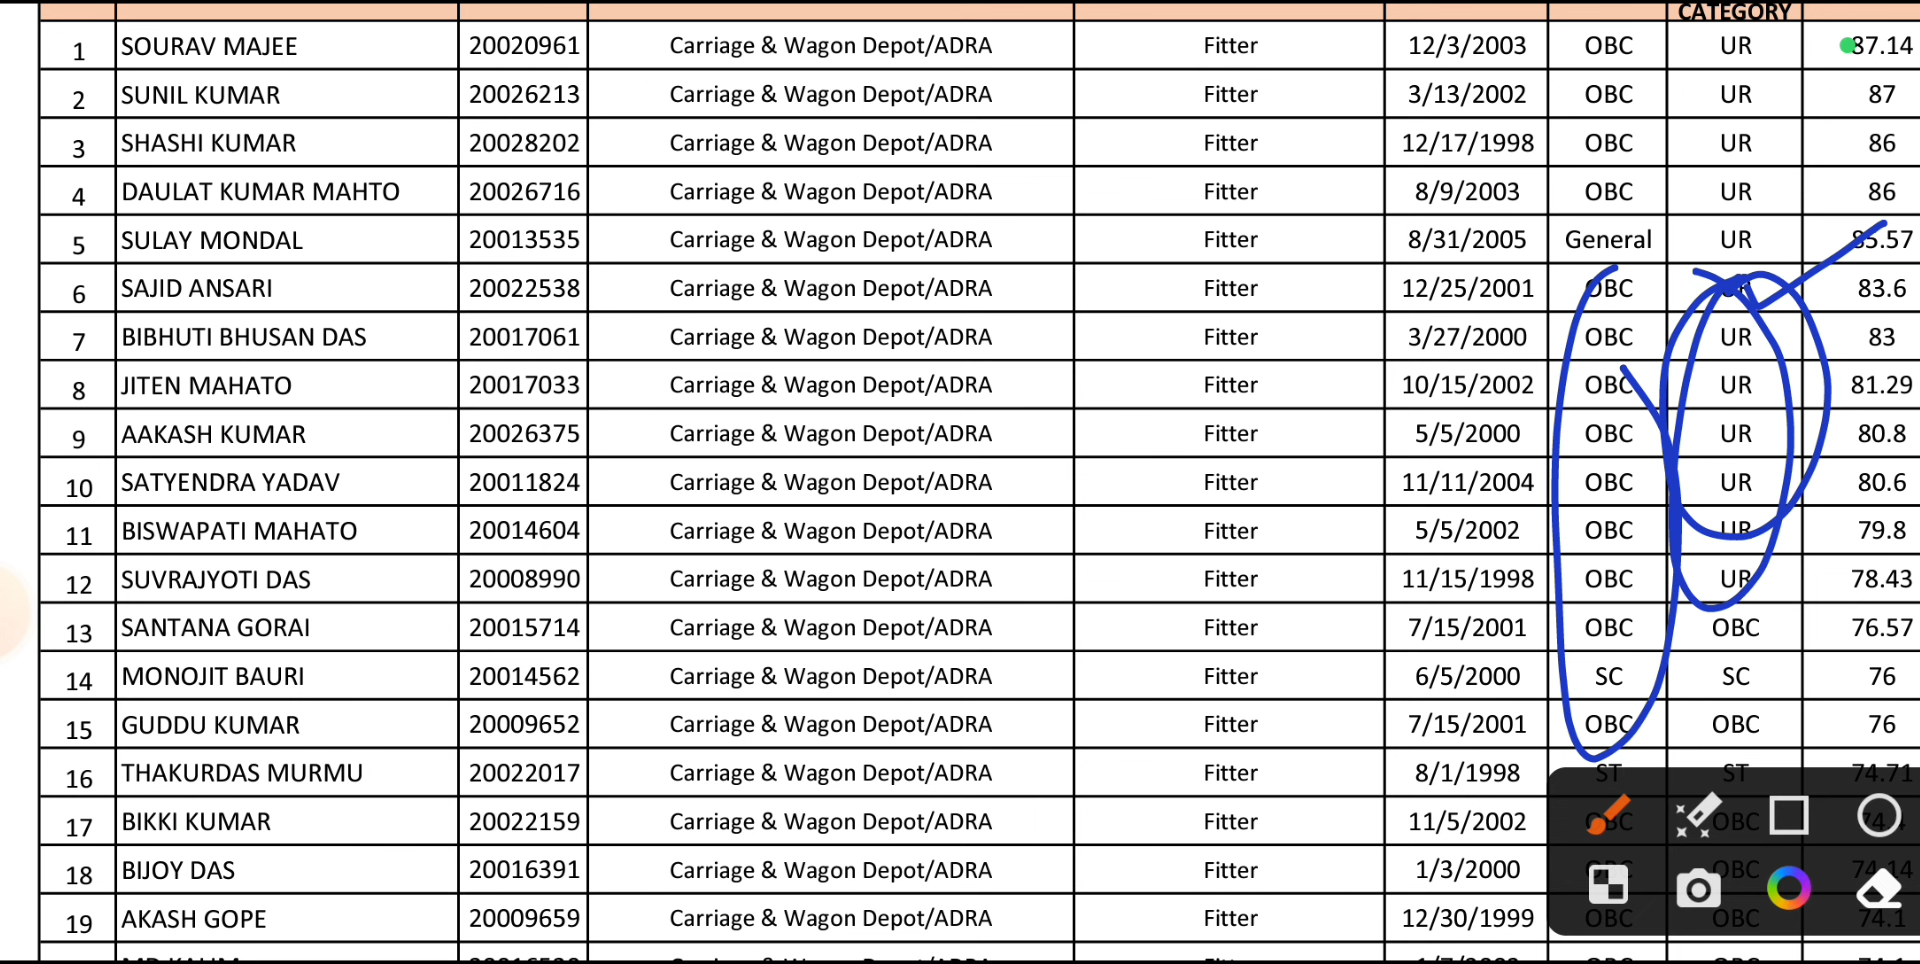 CATEGORY
1 SOURAV MAJEE 20020961 Carriage & Wagon Depot/ADRA Fitter 12/3/2003 OBC UR 87.14
2 SUNIL KUMAR 20026213 Carriage & Wagon Depot/ADRA Fitter 3/13/2002 OBC UR 87
3 SHASHI KUMAR 20028202 Carriage & Wagon Depot/ADRA Fitter 12/17/1998 OBC UR 86
4 DAULAT KUMAR MAHTO 20026716 Carriage & Wagon Depot/ADRA Fitter 8/9/2003 OBC UR 86
5 SULAY MONDAL 20013535 Carriage & Wagon Depot/ADRA Fitter 8/31/2005 General UR 85.57
6 SAJID ANSARI 20022538 Carriage & Wagon Depot/ADRA Fitter 12/25/2001 OBC UR 83.6
7 BIBHUTI BHUSAN DAS 20017061 Carriage & Wagon Depot/ADRA Fitter 3/27/2000 OBC UR 83
8 JITEN MAHATO 20017033 Carriage & Wagon Depot/ADRA Fitter 10/15/2002 OBC UR 81.29
9 AAKASH KUMAR 20026375 Carriage & Wagon Depot/ADRA Fitter 5/5/2000 OBC UR 80.8
10 SATYENDRA YADAV 20011824 Carriage & Wagon Depot/ADRA Fitter 11/11/2004 OBC UR 80.6
11 BISWAPATI MAHATO 20014604 Carriage & Wagon Depot/ADRA Fitter 5/5/2002 OBC UR 79.8
12 SUVRAJYOTI DAS 20008990 Carriage & Wagon Depot/ADRA Fitter 11/15/1998 OBC UR 78.43
13 SANTANA GORAI 20015714 Carriage & Wagon Depot/ADRA Fitter 7/15/2001 OBC OBC 76.57
14 MONOJIT BAURI 20014562 Carriage & Wagon Depot/ADRA Fitter 6/5/2000 SC SC 76
15 GUDDU KUMAR 20009652 Carriage & Wagon Depot/ADRA Fitter 7/15/2001 OBC OBC 76
16 THAKURDAS MURMU 20022017 Carriage & Wagon Depot/ADRA Fitter 8/1/1998 ST ST 74.71
17 BIKKI KUMAR 20022159 Carriage & Wagon Depot/ADRA Fitter 11/5/2002 OBC OBC
18 BIJOY DAS 20016391 Carriage & Wagon Depot/ADRA Fitter 1/3/2000 OBC OBC 74.14
19 AKASH GOPE 20009659 Carriage & Wagon Depot/ADRA Fitter 12/30/1999 OBC OBC 74.1